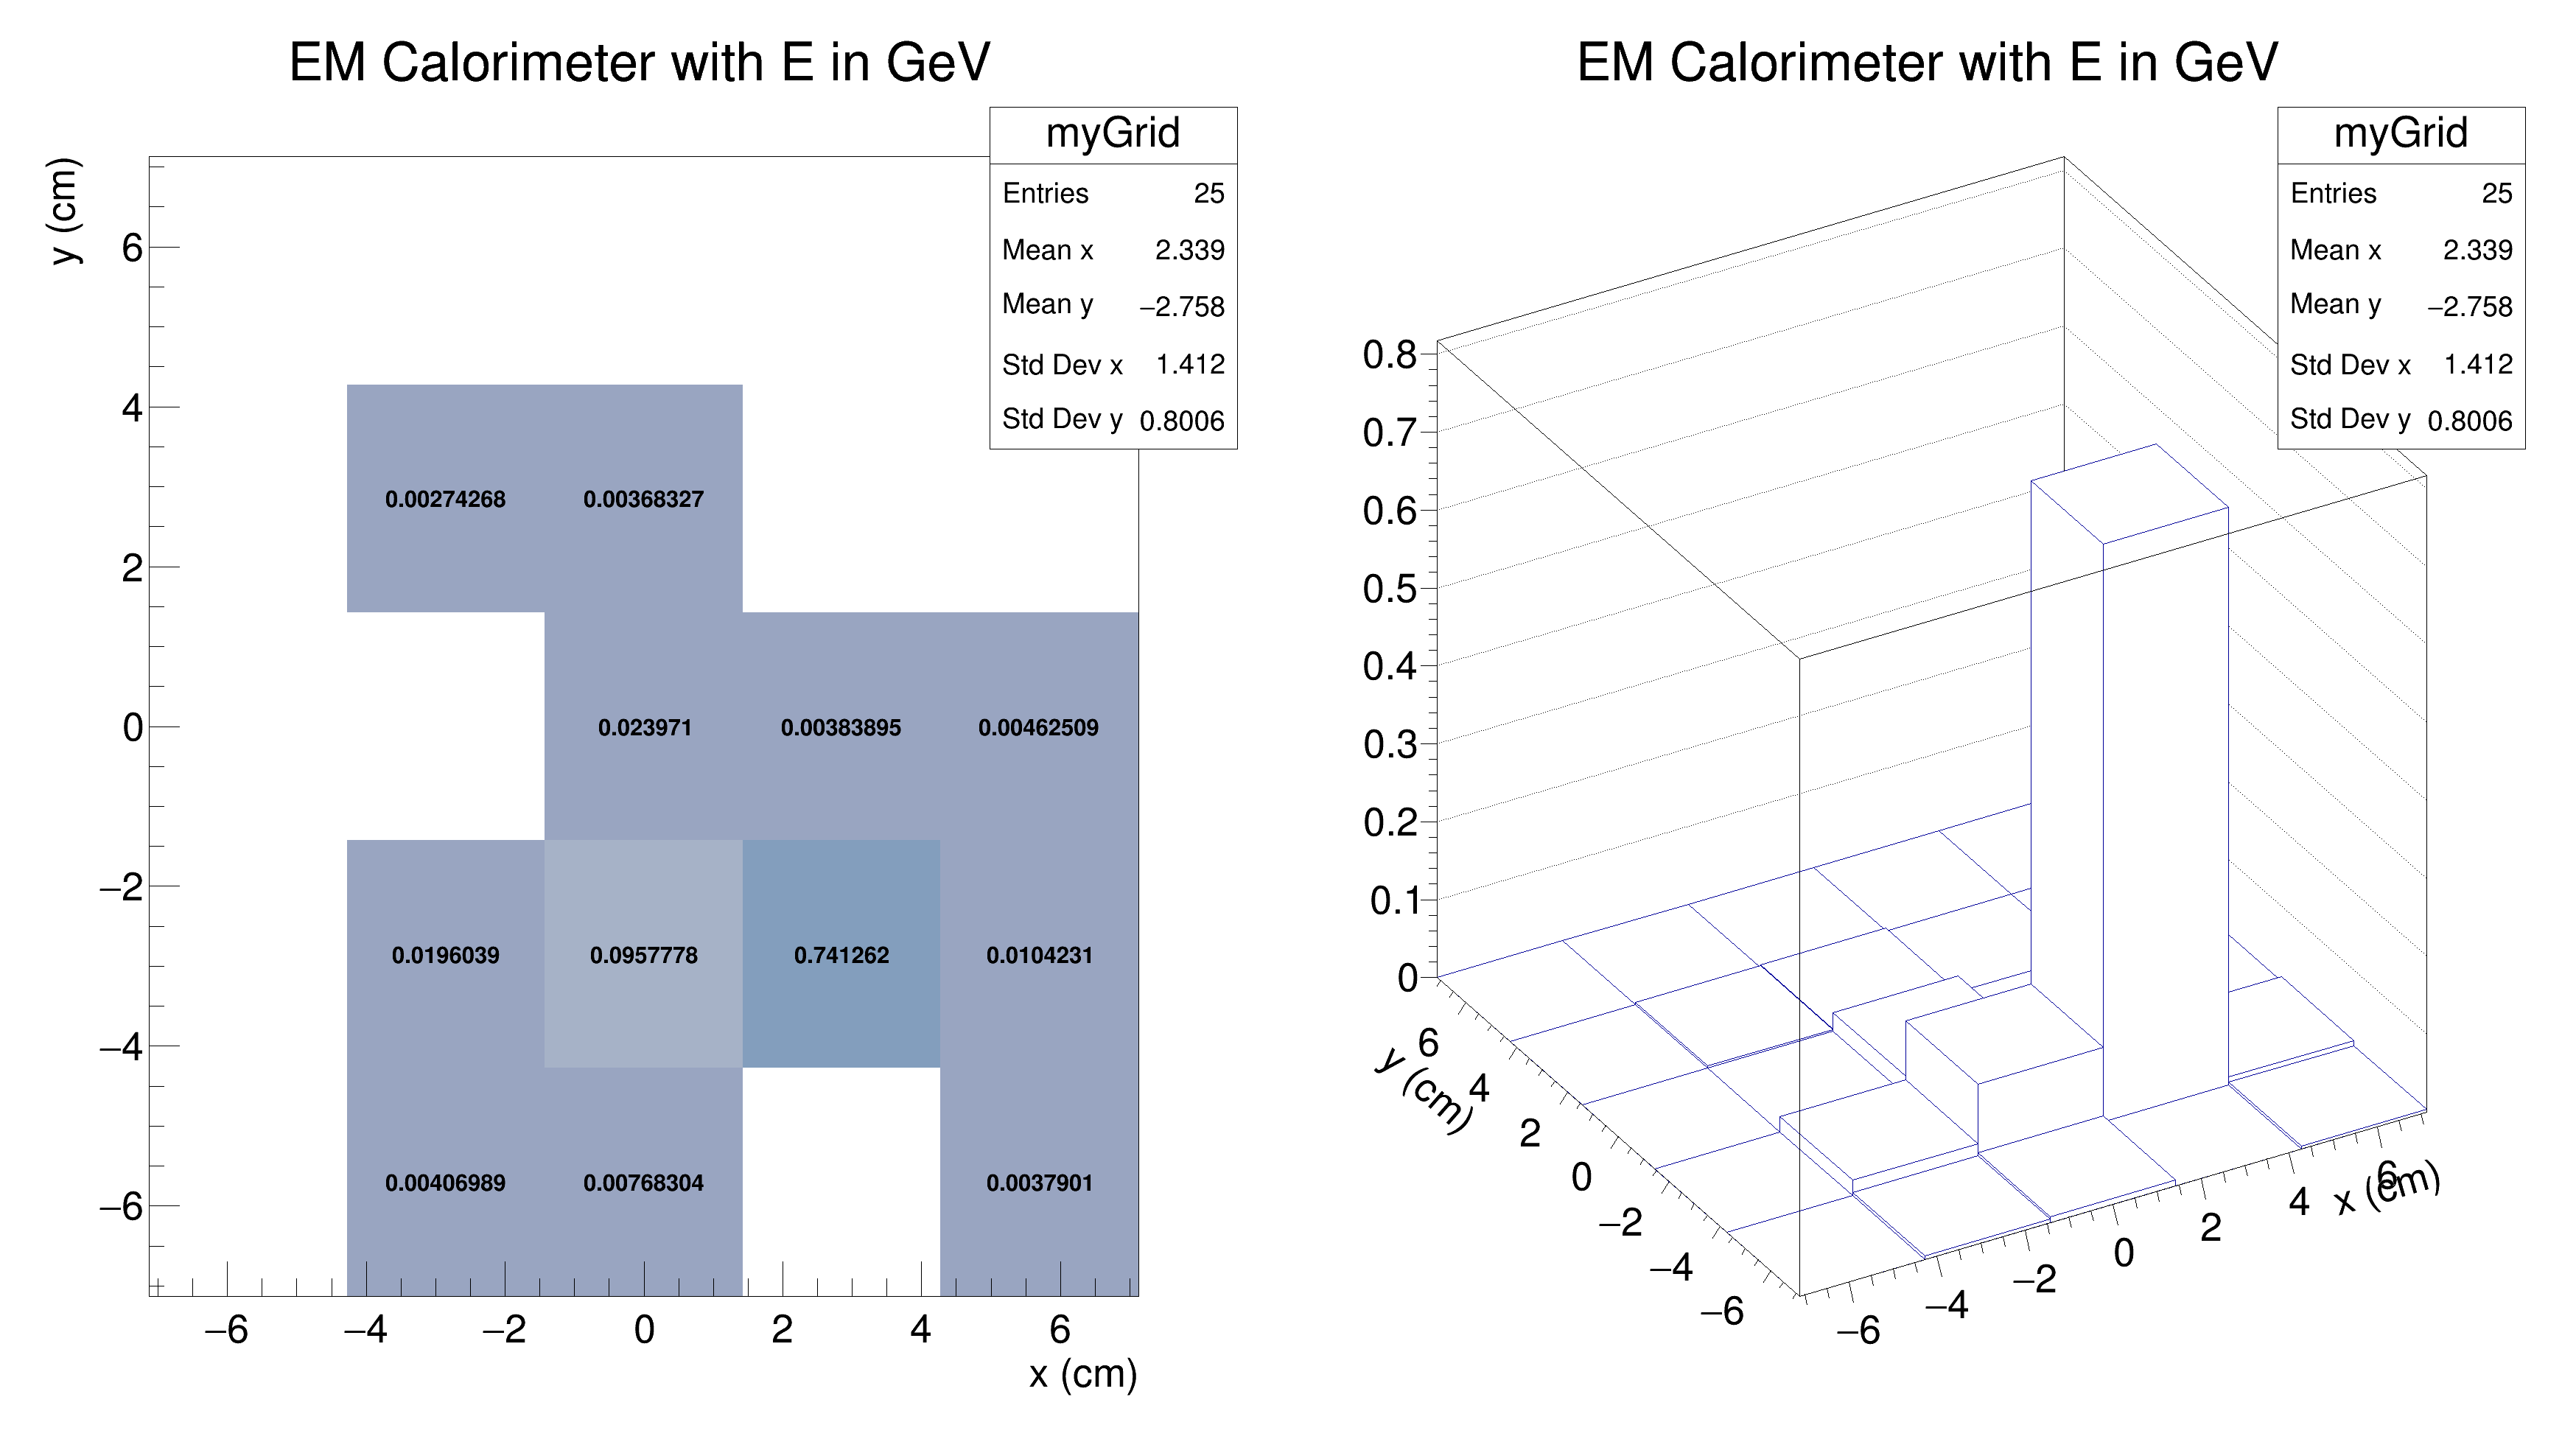 EM Calorimeter with E in GeV
myGrid
Entries 25
Mean x 2.339
Mean y −2.758
Std Dev x 1.412
Std Dev y 0.8006
y (cm)
6
4
2
0
−2
−4
−6
0.00274268 0.00368327
0.023971 0.00383895 0.00462509
0.0196039 0.0957778 0.741262 0.0104231
0.00406989 0.00768304 0.0037901
−6 −4 −2 0 2 4 6
x (cm)
EM Calorimeter with E in GeV
myGrid
Entries 25
Mean x 2.339
Mean y −2.758
Std Dev x 1.412
Std Dev y 0.8006
0.8
0.7
0.6
0.5
0.4
0.3
0.2
0.1
0
6
4
2
0
−2
−4
−6
y (cm)
−6
−4
−2
0
2
4
6
x (cm)